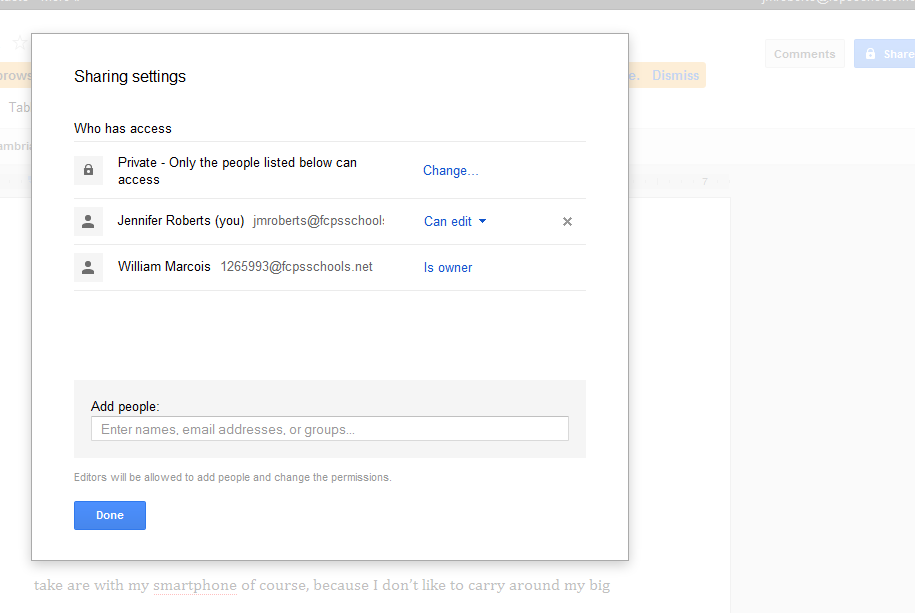 Comments
Share
e. Dismiss
Sharing settings
Who has access
Private - Only the people listed below can
access
Change...
Jennifer Roberts (you) jmroberts@fcpsschools
Can edit
William Marcois 1265993@fcpsschools.net
Is owner
7
Add people:
Enter names, email addresses, or groups...
Editors will be allowed to add people and change the permissions.
Done
take are with my smartphone of course, because I don't like to carry around my big